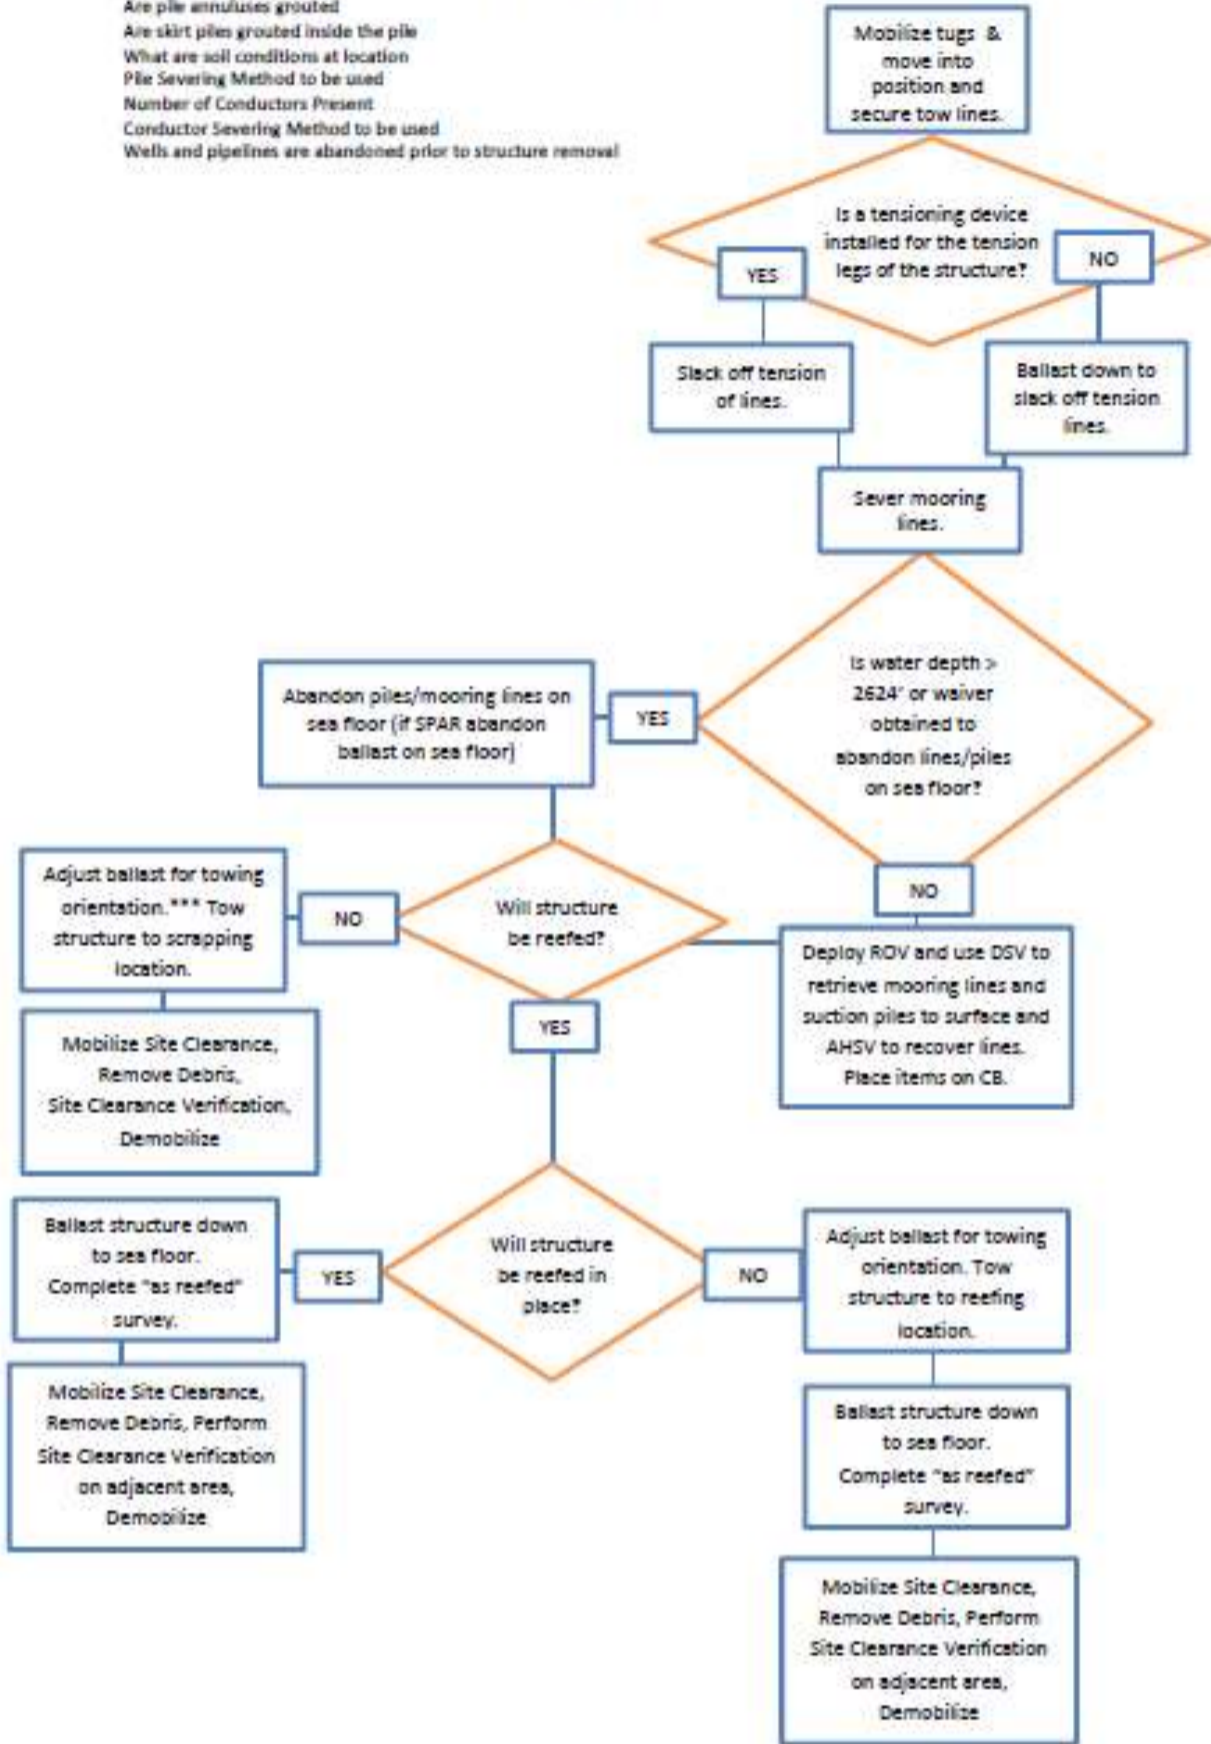 Are pile annuluses grouted
Are skirt piles grouted inside the pile
What are soil conditions at location
Pile Severing Method to be used
Number of Conductors Present
Conductor Severing Method to be used
Wells and pipelines are abandoned prior to structure removal
Mobilize tugs &
move into
position and
secure tow lines.
Is a tensioning device
installed for the tension
legs of the structure?
YES
NO
Slack off tension
of lines.
Ballast down to
slack off tension
lines.
Sever mooring
lines.
Is water depth >
2624' or waiver
obtained to
abandon lines/piles
on sea floor?
YES
Abandon piles/mooring lines on
sea floor (if SPAR abandon
ballast on sea floor)
NO
Deploy ROV and use DSV to
retrieve mooring lines and
suction piles to surface and
AHSV to recover lines.
Place items on CB.
Will structure
be reefed?
NO
Adjust ballast for towing
orientation.*** Tow
structure to scrapping
location.
Mobilize Site Clearance,
Remove Debris,
Site Clearance Verification,
Demobilize
YES
Will structure
be reefed in
place?
YES
Ballast structure down
to sea floor.
Complete "as reefed"
survey.
Mobilize Site Clearance,
Remove Debris, Perform
Site Clearance Verification
on adjacent area,
Demobilize
NO
Adjust ballast for towing
orientation. Tow
structure to reefing
location.
Ballast structure down
to sea floor.
Complete "as reefed"
survey.
Mobilize Site Clearance,
Remove Debris, Perform
Site Clearance Verification
on adjacent area,
Demobilize